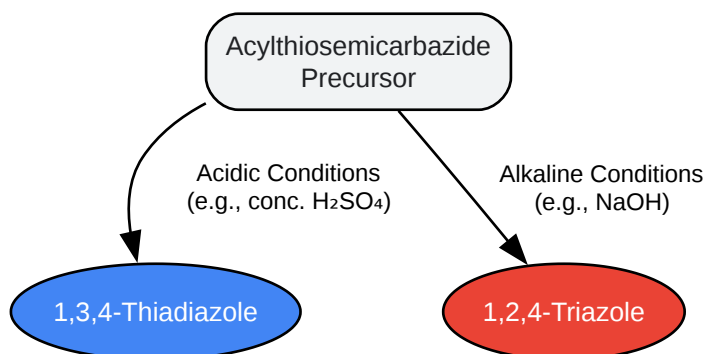 Acylthiosemicarbazide
Precursor
Acidic Conditions
(e.g., conc. H₂SO₄)
Alkaline Conditions
(e.g., NaOH)
1,3,4-Thiadiazole
1,2,4-Triazole